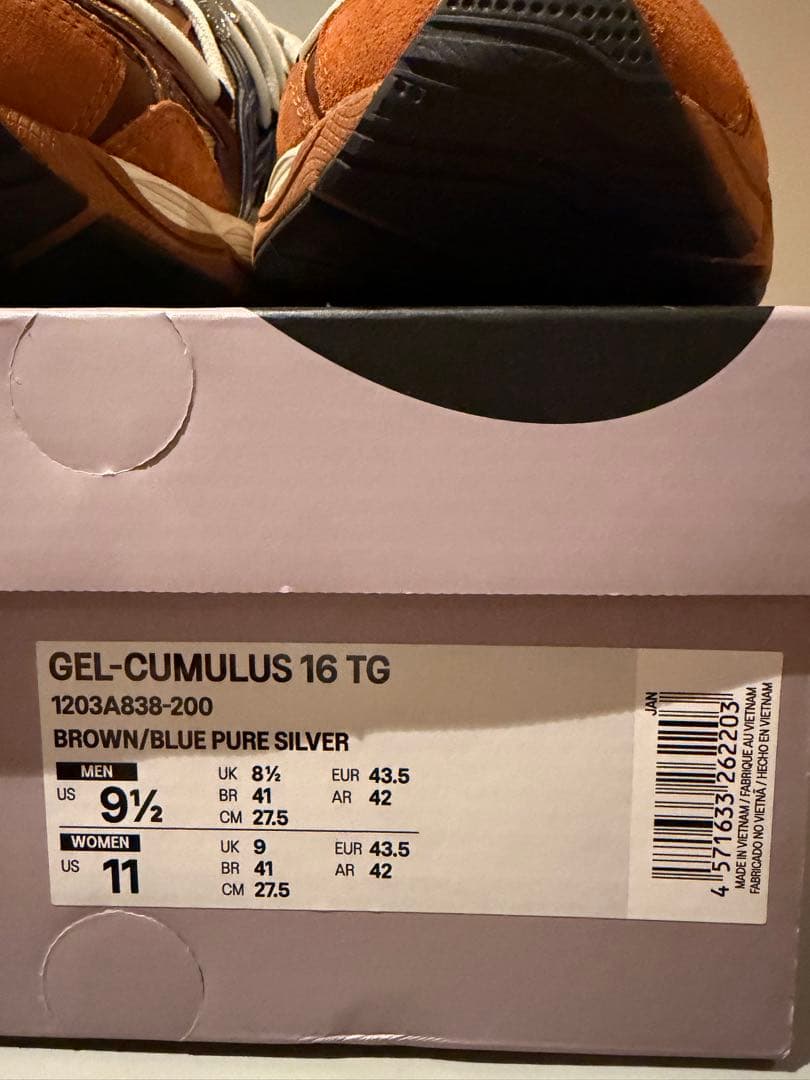 GEL-CUMULUS 16 TG
1203A838-200
BROWN/BLUE PURE SILVER
MEN
US 9½
UK 8½
BR 41
CM 27.5
EUR 43.5
AR 42
WOMEN
US 11
UK 9
BR 41
CM 27.5
EUR 43.5
AR 42
JAN
4 571633 262203
MADE IN VIETNAM / FABRIQUE AU VIETNAM
FABRICADO NO VIETNÃ / HECHO EN VIETNAM